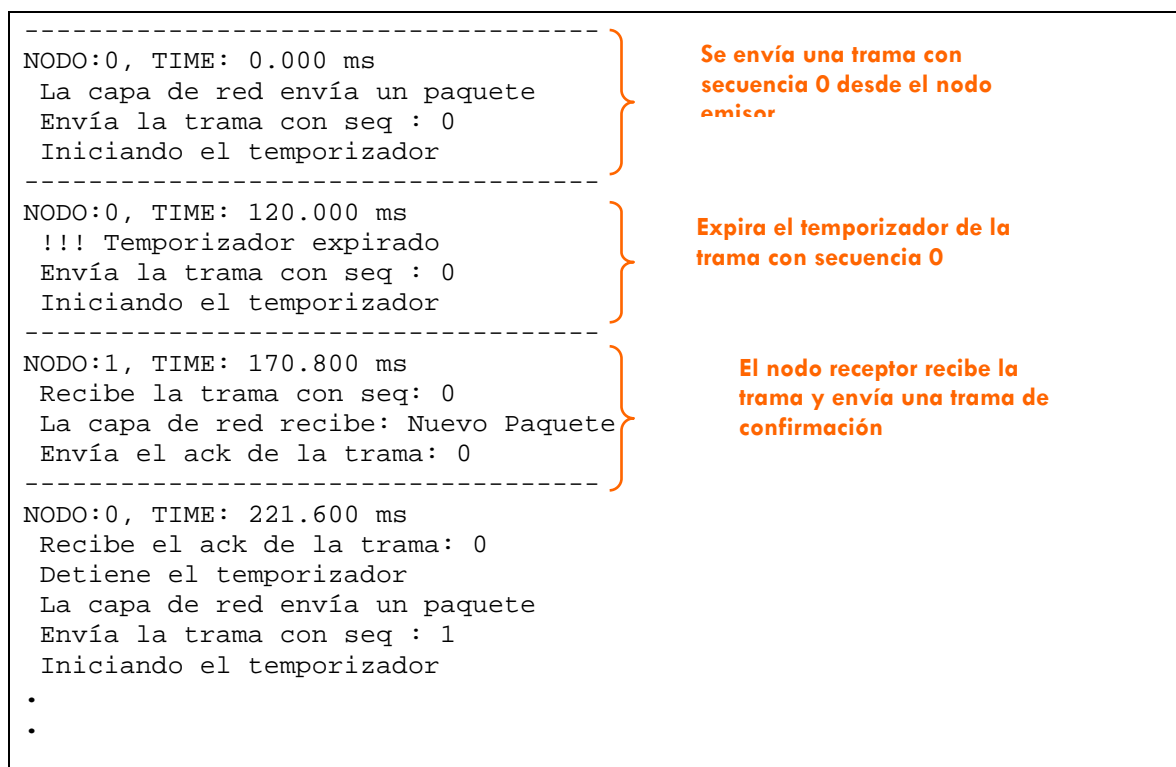 ------------------------------------
NODO:0, TIME: 0.000 ms
La capa de red envía un paquete
Envía la trama con seq : 0
Iniciando el temporizador
------------------------------------
Se envía una trama con
secuencia 0 desde el nodo
emisor
NODO:0, TIME: 120.000 ms
!!! Temporizador expirado
Envía la trama con seq : 0
Iniciando el temporizador
------------------------------------
Expira el temporizador de la
trama con secuencia 0
NODO:1, TIME: 170.800 ms
Recibe la trama con seq: 0
La capa de red recibe: Nuevo Paquete
Envía el ack de la trama: 0
------------------------------------
El nodo receptor recibe la
trama y envía una trama de
confirmación
NODO:0, TIME: 221.600 ms
Recibe el ack de la trama: 0
Detiene el temporizador
La capa de red envía un paquete
Envía la trama con seq : 1
Iniciando el temporizador
.
.